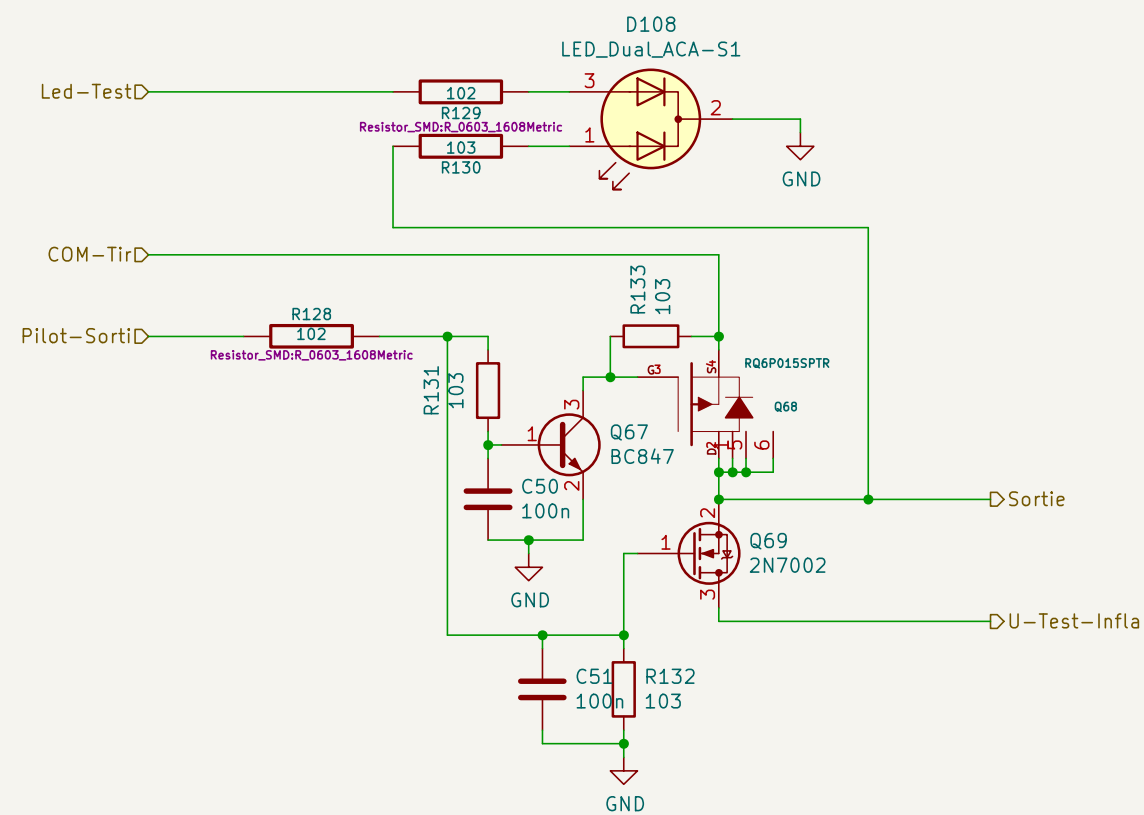 D108
LED_Dual_ACA-S1
Led-Test
102
R129
3
2
Resistor_SMD:R_0603_1608Metric
103
R130
1
GND
COM-Tir
R133
103
Pilot-Sorti
R128
102
Resistor_SMD:R_0603_1608Metric
R131
103
G3
S4
RQ6P015SPTR
Q68
3
1
Q67
BC847
2
D2
1
5
6
C50
100n
GND
Sortie
2
1
Q69
2N7002
3
U-Test-Infla
C51
100n
R132
103
GND